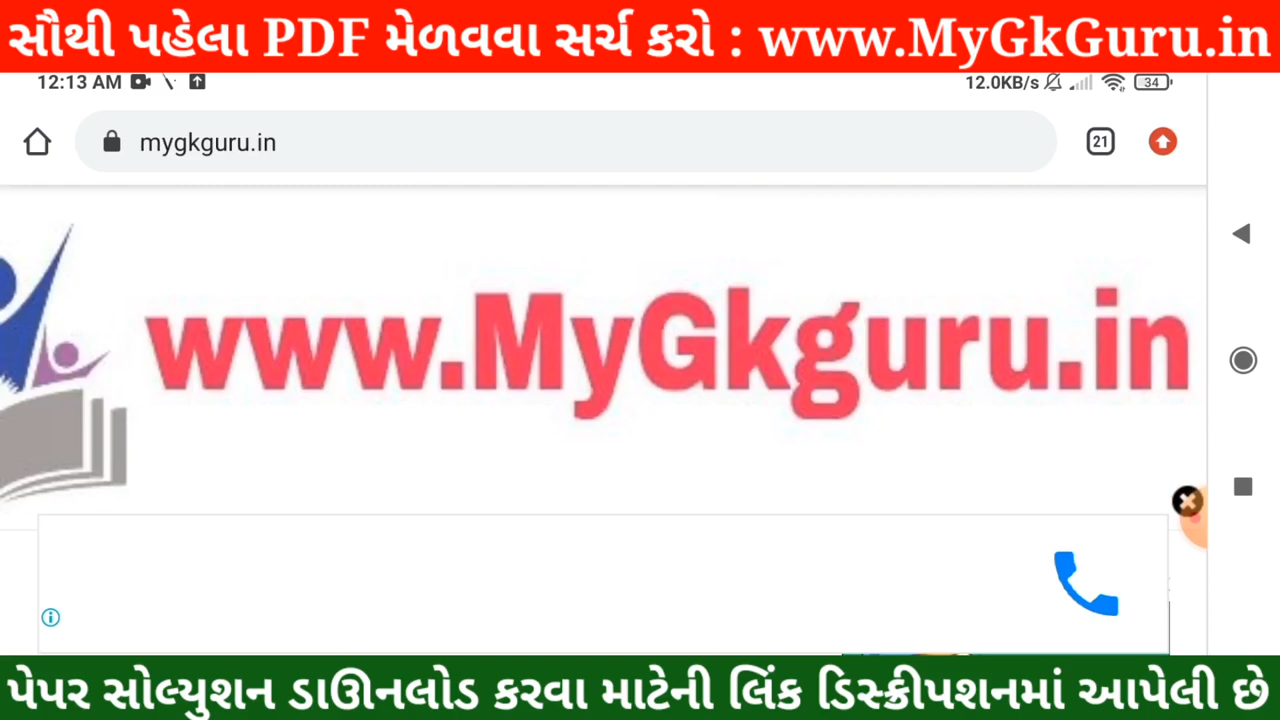 સૌથી પહેલા PDF મેળવવા સર્ચ કરો : www.MyGkGuru.in
12:13 AM 12.0KB/s 34
mygkguru.in 21
www.MyGkguru.in
પેપર સોલ્યુશન ડાઊનલોડ કરવા માટેની લિંક ડિસ્ક્રીપશનમાં આપેલી છે